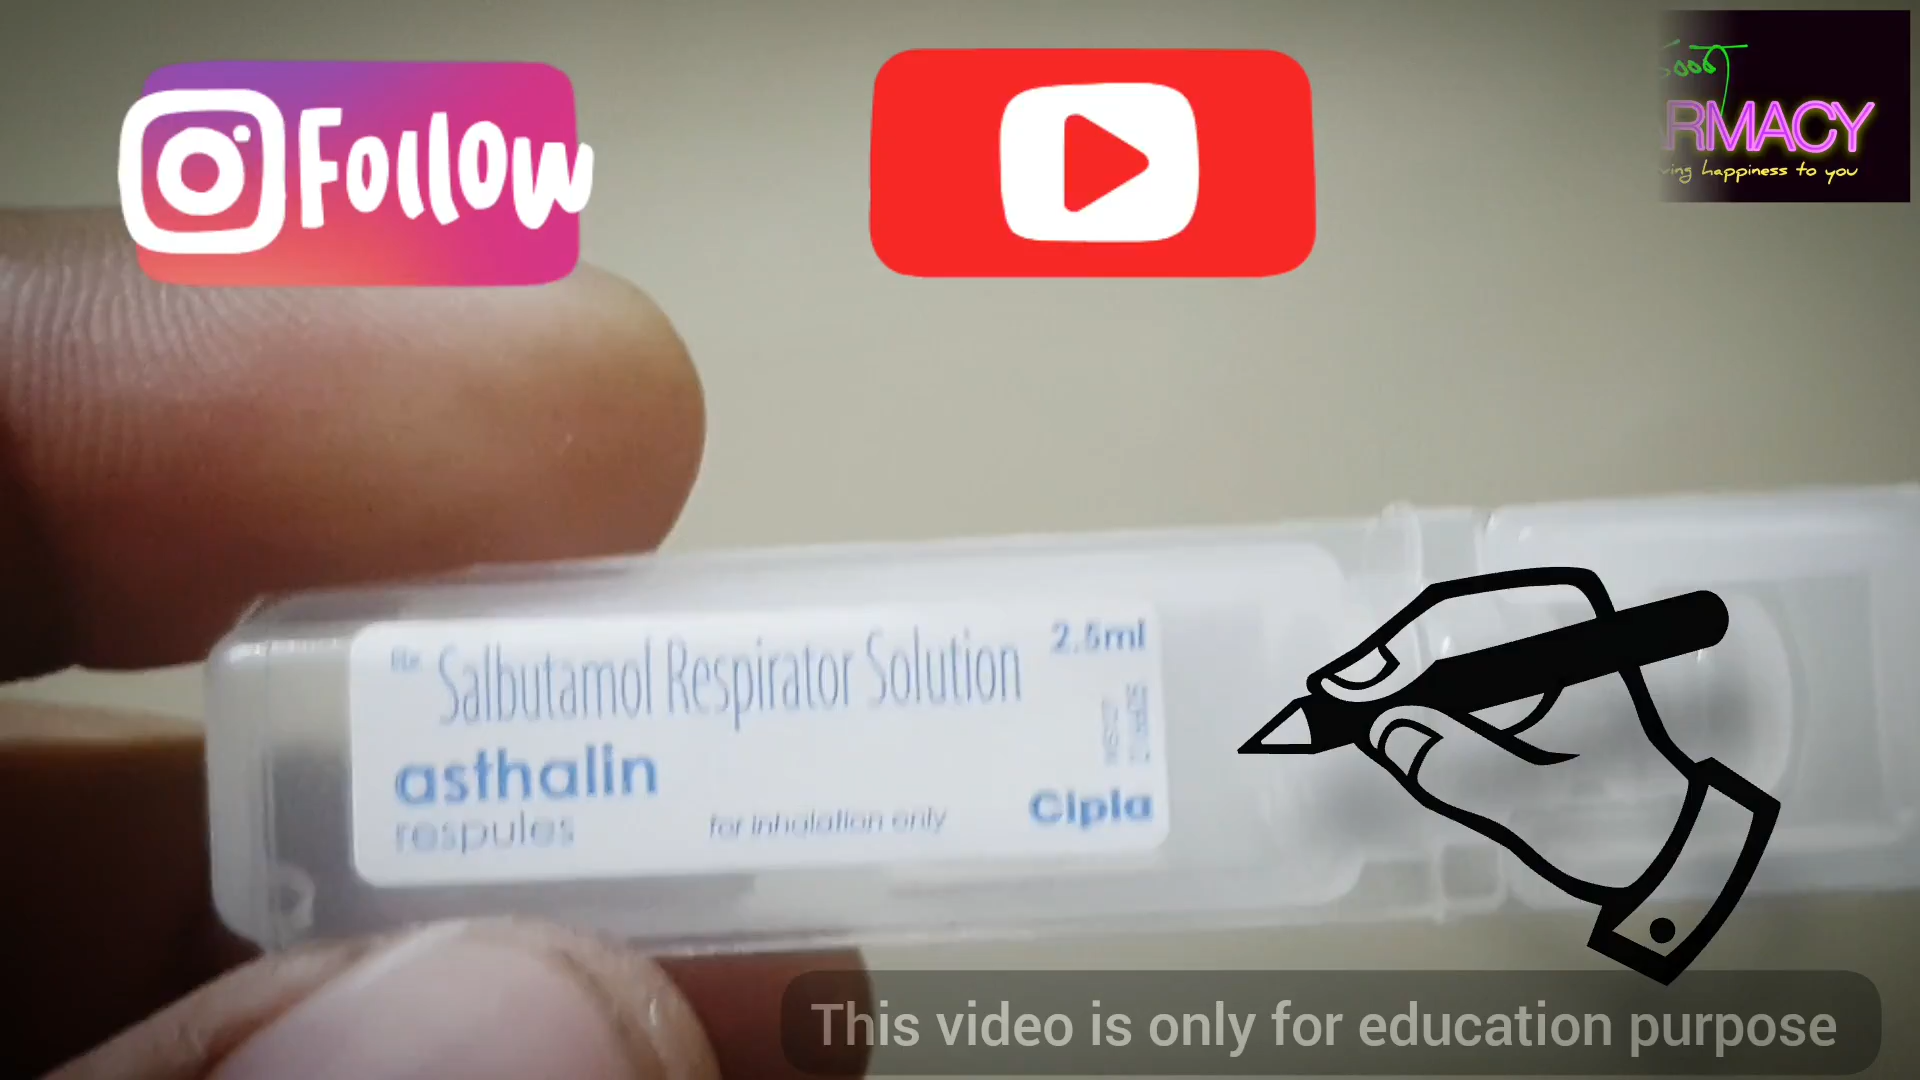 Follow
RMACY
happiness to you
Salbutamol Respirator Solution
2.5ml
asthalin
respules
for inhalation only
Cipla
This video is only for education purpose